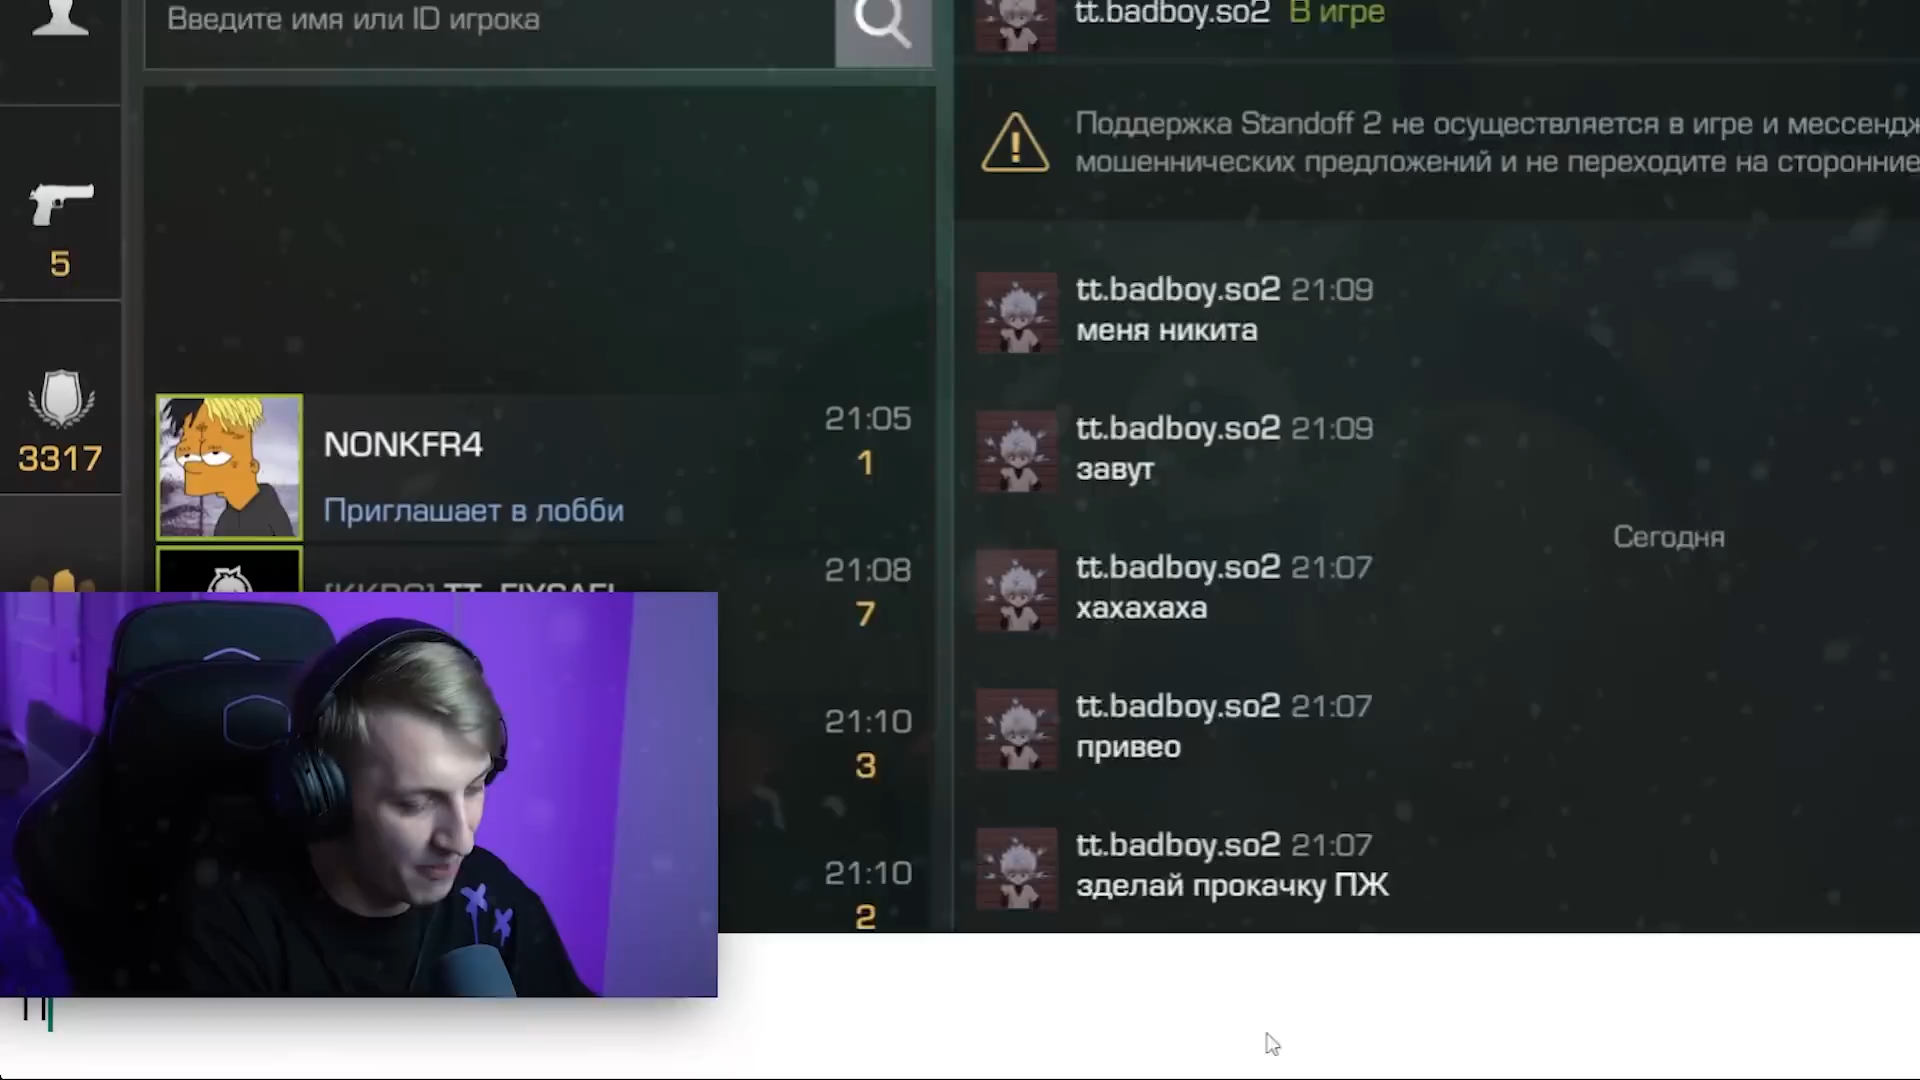 Введите имя или ID игрока
5
3317
NONKFR4
Приглашает в лобби
21:05
1
21:08
7
21:10
3
21:10
2
tt.badboy.so2 В игре
Поддержка Standoff 2 не осуществляется в игре и мессендж
мошеннических предложений и не переходите на сторонние
tt.badboy.so2 21:09
меня никита
tt.badboy.so2 21:09
завут
Сегодня
tt.badboy.so2 21:07
хахахаха
tt.badboy.so2 21:07
привео
tt.badboy.so2 21:07
зделай прокачку ПЖ